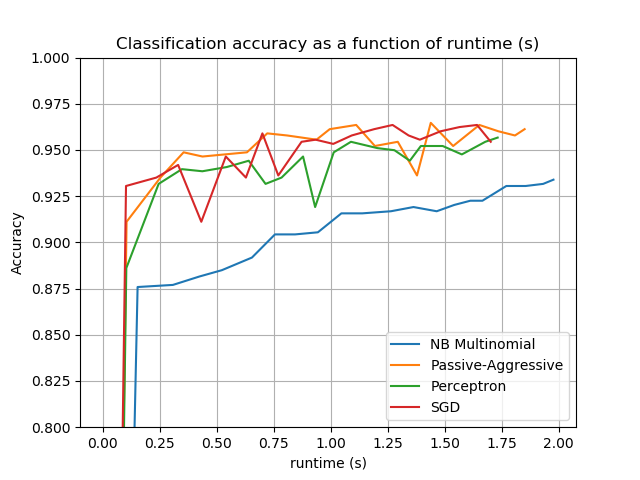 Classification accuracy as a function of runtime (s)
1.000
0.975
0.950
0.925
0.900
0.875
0.850
0.825
0.800
Accuracy
NB Multinomial
Passive-Aggressive
Perceptron
SGD
0.00 0.25 0.50 0.75 1.00 1.25 1.50 1.75 2.00
runtime (s)